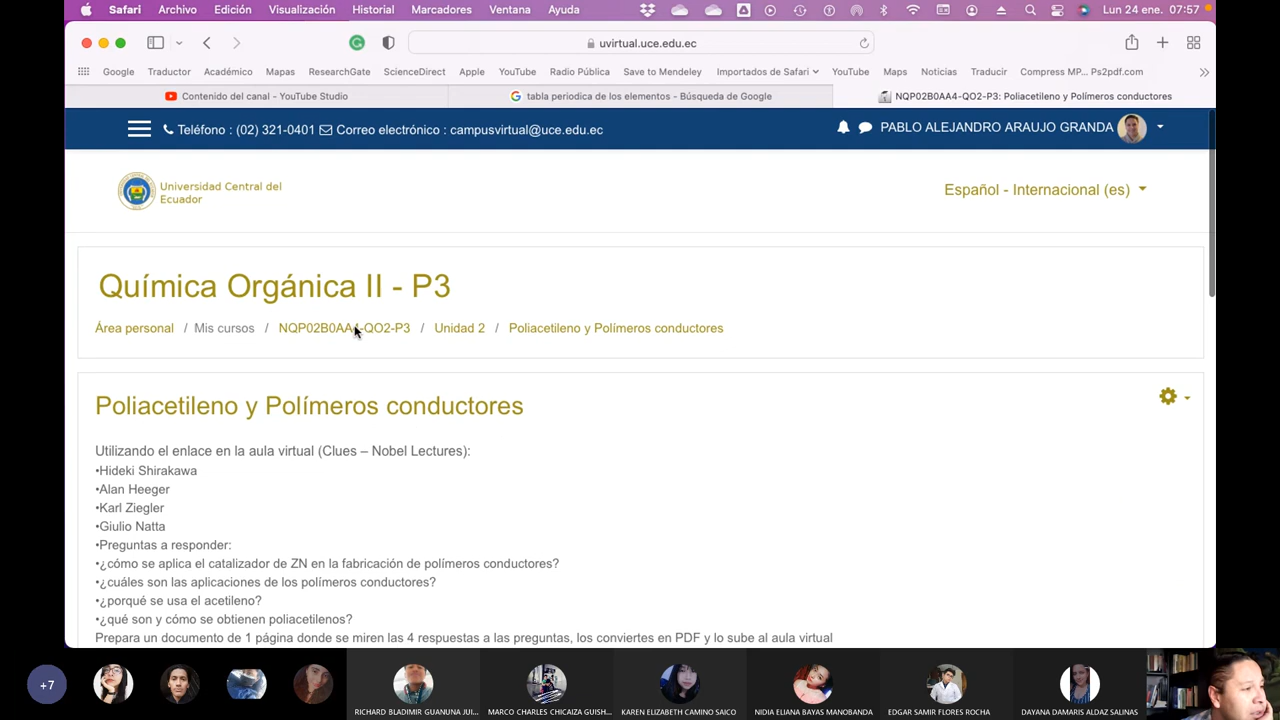 Safari Archivo Edición Visualización Historial Marcadores Ventana Ayuda Lun 24 ene. 07:57
uvirtual.uce.edu.ec
Google Traductor Académico Mapas ResearchGate ScienceDirect Apple YouTube Radio Pública Save to Mendeley Importados de Safari YouTube Maps Noticias Traducir Compress MP... Ps2pdf.com
Contenido del canal - YouTube Studio tabla periodica de los elementos - Búsqueda de Google NQP02B0AA4-QO2-P3: Poliacetileno y Polímeros conductores
Teléfono : (02) 321-0401 Correo electrónico : campusvirtual@uce.edu.ec PABLO ALEJANDRO ARAUJO GRANDA
Universidad Central del
Ecuador
Español - Internacional (es)
Química Orgánica II - P3
Área personal / Mis cursos / NQP02B0AA4-QO2-P3 / Unidad 2 / Poliacetileno y Polímeros conductores
Poliacetileno y Polímeros conductores
Utilizando el enlace en la aula virtual (Clues – Nobel Lectures):
•Hideki Shirakawa
•Alan Heeger
•Karl Ziegler
•Giulio Natta
•Preguntas a responder:
•¿cómo se aplica el catalizador de ZN en la fabricación de polímeros conductores?
•¿cuáles son las aplicaciones de los polímeros conductores?
•¿porqué se usa el acetileno?
•¿qué son y cómo se obtienen poliacetilenos?
Prepara un documento de 1 página donde se miren las 4 respuestas a las preguntas, los conviertes en PDF y lo sube al aula virtual
+7
RICHARD BLADIMIR GUANUNA JUI... MARCO CHARLES CHICAIZA GUISH... KAREN ELIZABETH CAMINO SAICO NIDIA ELIANA BAYAS MANOBANDA EDGAR SAMIR FLORES ROCHA DAYANA DAMARIS ALDAZ SALINAS